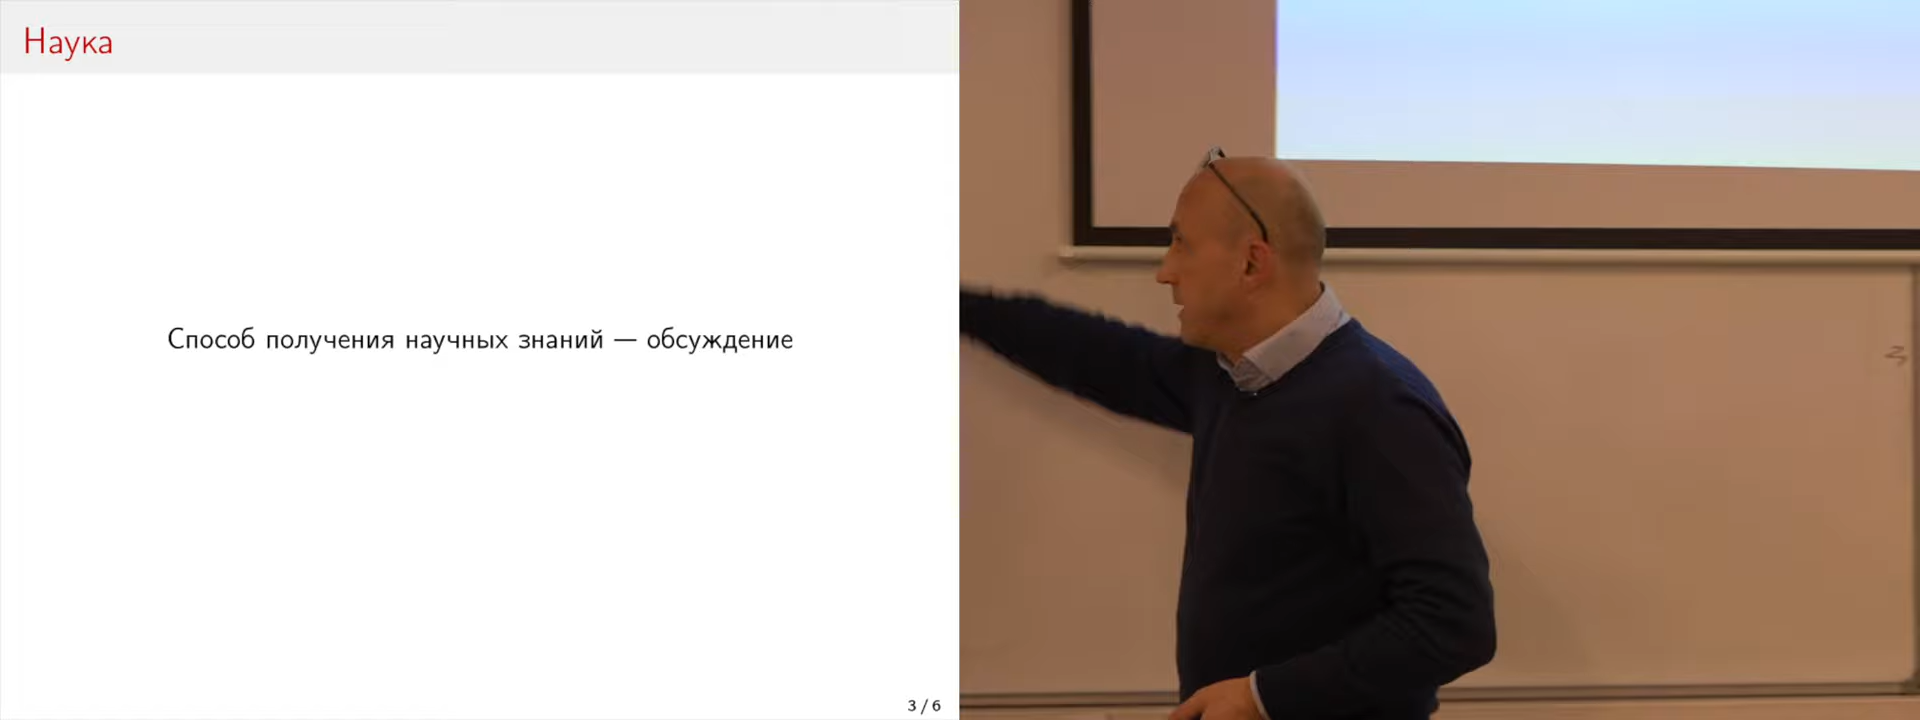 Наука
Способ получения научных знаний — обсуждение
3 / 6